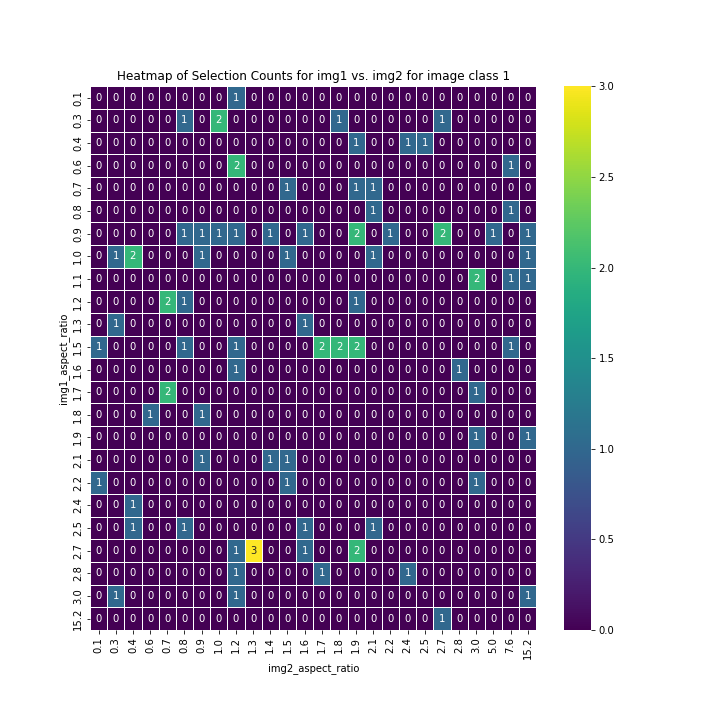 Heatmap of Selection Counts for img1 vs. img2 for image class 1
0.1 0 0 0 0 0 0 0 0 1 0 0 0 0 0 0 0 0 0 0 0 0 0 0 0 0 0
0.3 0 0 0 0 0 1 0 2 0 0 0 0 0 0 1 0 0 0 0 0 1 0 0 0 0 0
0.4 0 0 0 0 0 0 0 0 0 0 0 0 0 0 0 1 0 0 1 1 0 0 0 0 0 0
0.6 0 0 0 0 0 0 0 0 2 0 0 0 0 0 0 0 0 0 0 0 0 0 0 0 1 0
0.7 0 0 0 0 0 0 0 0 0 0 0 1 0 0 0 1 1 0 0 0 0 0 0 0 0 0
0.8 0 0 0 0 0 0 0 0 0 0 0 0 0 0 0 0 1 0 0 0 0 0 0 0 1 0
0.9 0 0 0 0 0 1 1 1 1 0 1 0 1 0 0 2 0 1 0 0 2 0 0 1 0 1
1.0 0 1 2 0 0 0 1 0 0 0 0 1 0 0 0 0 1 0 0 0 0 0 0 0 0 1
1.1 0 0 0 0 0 0 0 0 0 0 0 0 0 0 0 0 0 0 0 0 0 0 2 0 1 1
1.2 0 0 0 0 2 1 0 0 0 0 0 0 0 0 0 1 0 0 0 0 0 0 0 0 0 0
1.3 0 1 0 0 0 0 0 0 0 0 0 0 1 0 0 0 0 0 0 0 0 0 0 0 0 0
1.5 1 0 0 0 0 1 0 0 1 0 0 0 0 2 2 2 0 0 0 0 0 0 0 0 1 0
1.6 0 0 0 0 0 0 0 0 1 0 0 0 0 0 0 0 0 0 0 0 0 1 0 0 0 0
1.7 0 0 0 0 2 0 0 0 0 0 0 0 0 0 0 0 0 0 0 0 0 0 1 0 0 0
1.8 0 0 0 1 0 0 1 0 0 0 0 0 0 0 0 0 0 0 0 0 0 0 0 0 0 0
1.9 0 0 0 0 0 0 0 0 0 0 0 0 0 0 0 0 0 0 0 0 0 0 1 0 0 1
2.1 0 0 0 0 0 0 1 0 0 0 1 1 0 0 0 0 0 0 0 0 0 0 0 0 0 0
2.2 1 0 0 0 0 0 0 0 0 0 0 1 0 0 0 0 0 0 0 0 0 0 1 0 0 0
2.4 0 0 1 0 0 0 0 0 0 0 0 0 0 0 0 0 0 0 0 0 0 0 0 0 0 0
2.5 0 0 1 0 0 1 0 0 0 0 0 0 1 0 0 0 1 0 0 0 0 0 0 0 0 0
2.7 0 0 0 0 0 0 0 0 1 3 0 0 1 0 0 2 0 0 0 0 0 0 0 0 0 0
2.8 0 0 0 0 0 0 0 0 1 0 0 0 0 1 0 0 0 0 1 0 0 0 0 0 0 0
3.0 0 1 0 0 0 0 0 0 1 0 0 0 0 0 0 0 0 0 0 0 0 0 0 0 0 1
15.2 0 0 0 0 0 0 0 0 0 0 0 0 0 0 0 0 0 0 0 0 1 0 0 0 0 0
img1_aspect_ratio
0.1 0.3 0.4 0.6 0.7 0.8 0.9 1.0 1.2 1.3 1.4 1.5 1.6 1.7 1.8 1.9 2.1 2.2 2.4 2.5 2.7 2.8 3.0 5.0 7.6 15.2
img2_aspect_ratio
3.0
2.5
2.0
1.5
1.0
0.5
0.0